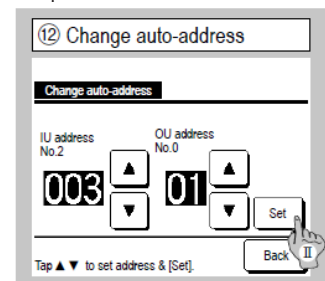 ⑫ Change auto-address
Change auto-address
IU address
No.2
OU address
No.0
003
▲
▼
01
▲
▼
Set
Back
Ⅱ
Tap ▲ ▼ to set address & [Set].